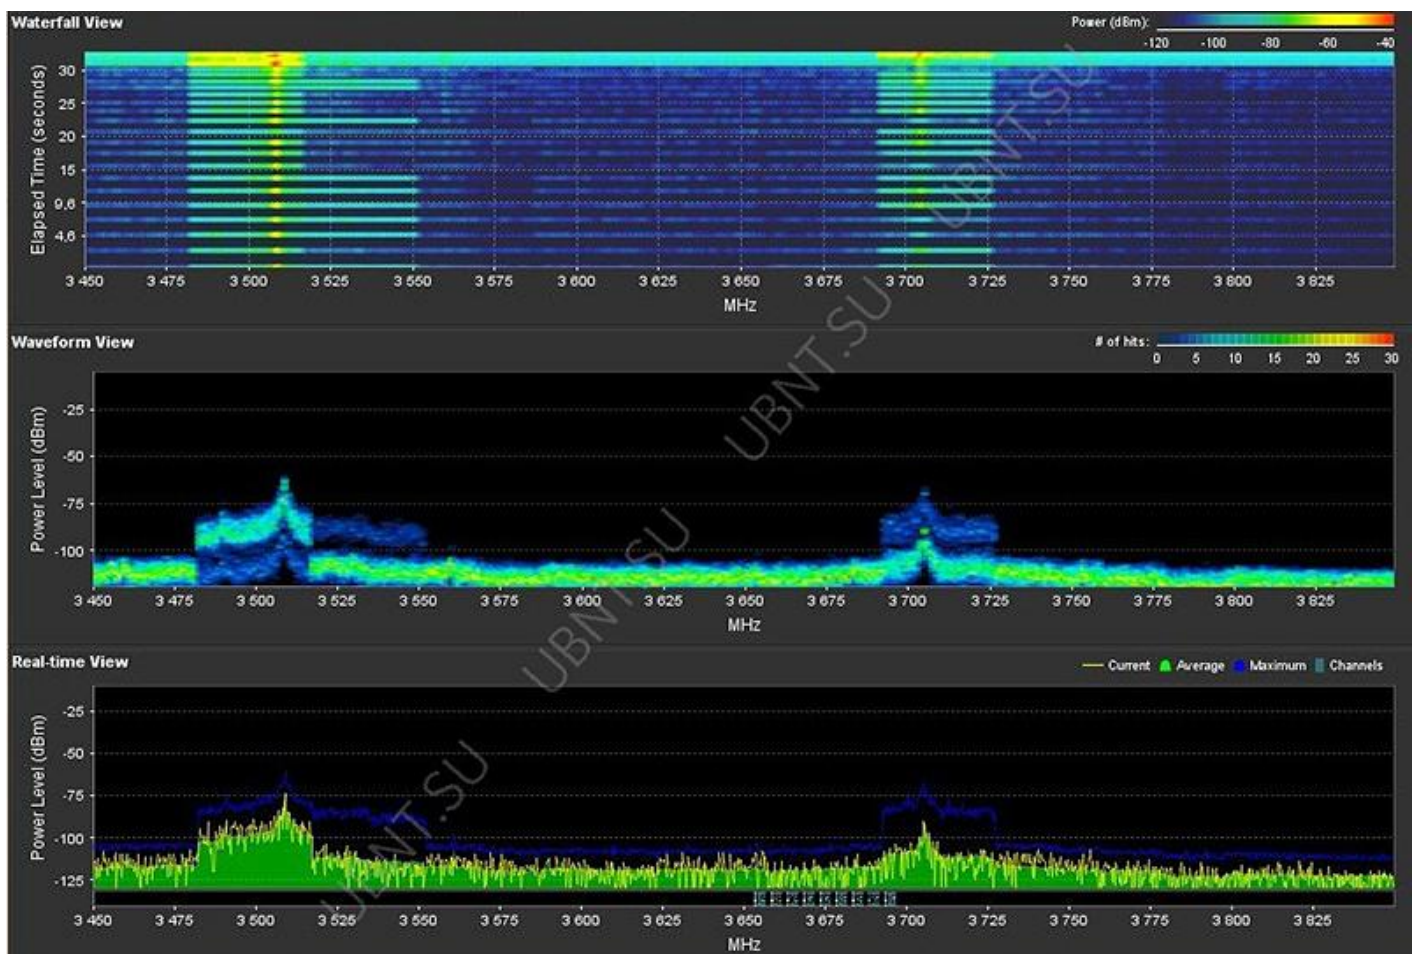 Waterfall View
Power (dBm):
-120 -100 -80 -60 -40
Elapsed Time (seconds)
30
25
20
15
9,6
4,6
3 450 3 475 3 500 3 525 3 550 3 575 3 600 3 625 3 650 3 675 3 700 3 725 3 750 3 775 3 800 3 825
MHz
Waveform View
# of hits:
0 5 10 15 20 25 30
Power Level (dBm)
-25
-50
-75
-100
3 450 3 475 3 500 3 525 3 550 3 575 3 600 3 625 3 650 3 675 3 700 3 725 3 750 3 775 3 800 3 825
MHz
Real-time View
Current Average Maximum Channels
Power Level (dBm)
-25
-50
-75
-100
-125
3 450 3 475 3 500 3 525 3 550 3 575 3 600 3 625 3 650 3 675 3 700 3 725 3 750 3 775 3 800 3 825
MHz
UBNT.SU
UBNT.SU
UBNT.SU
UBNT.SU